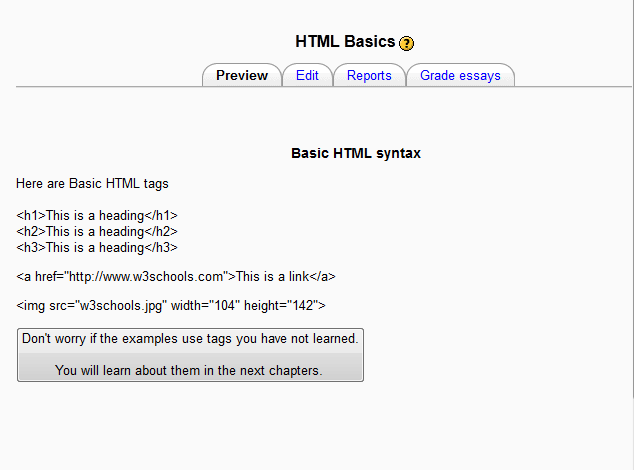 HTML Basics ?
Preview Edit Reports Grade essays
Basic HTML syntax
Here are Basic HTML tags
<h1>This is a heading</h1>
<h2>This is a heading</h2>
<h3>This is a heading</h3>
<a href="http://www.w3schools.com">This is a link</a>
<img src="w3schools.jpg" width="104" height="142">
Don't worry if the examples use tags you have not learned.
You will learn about them in the next chapters.